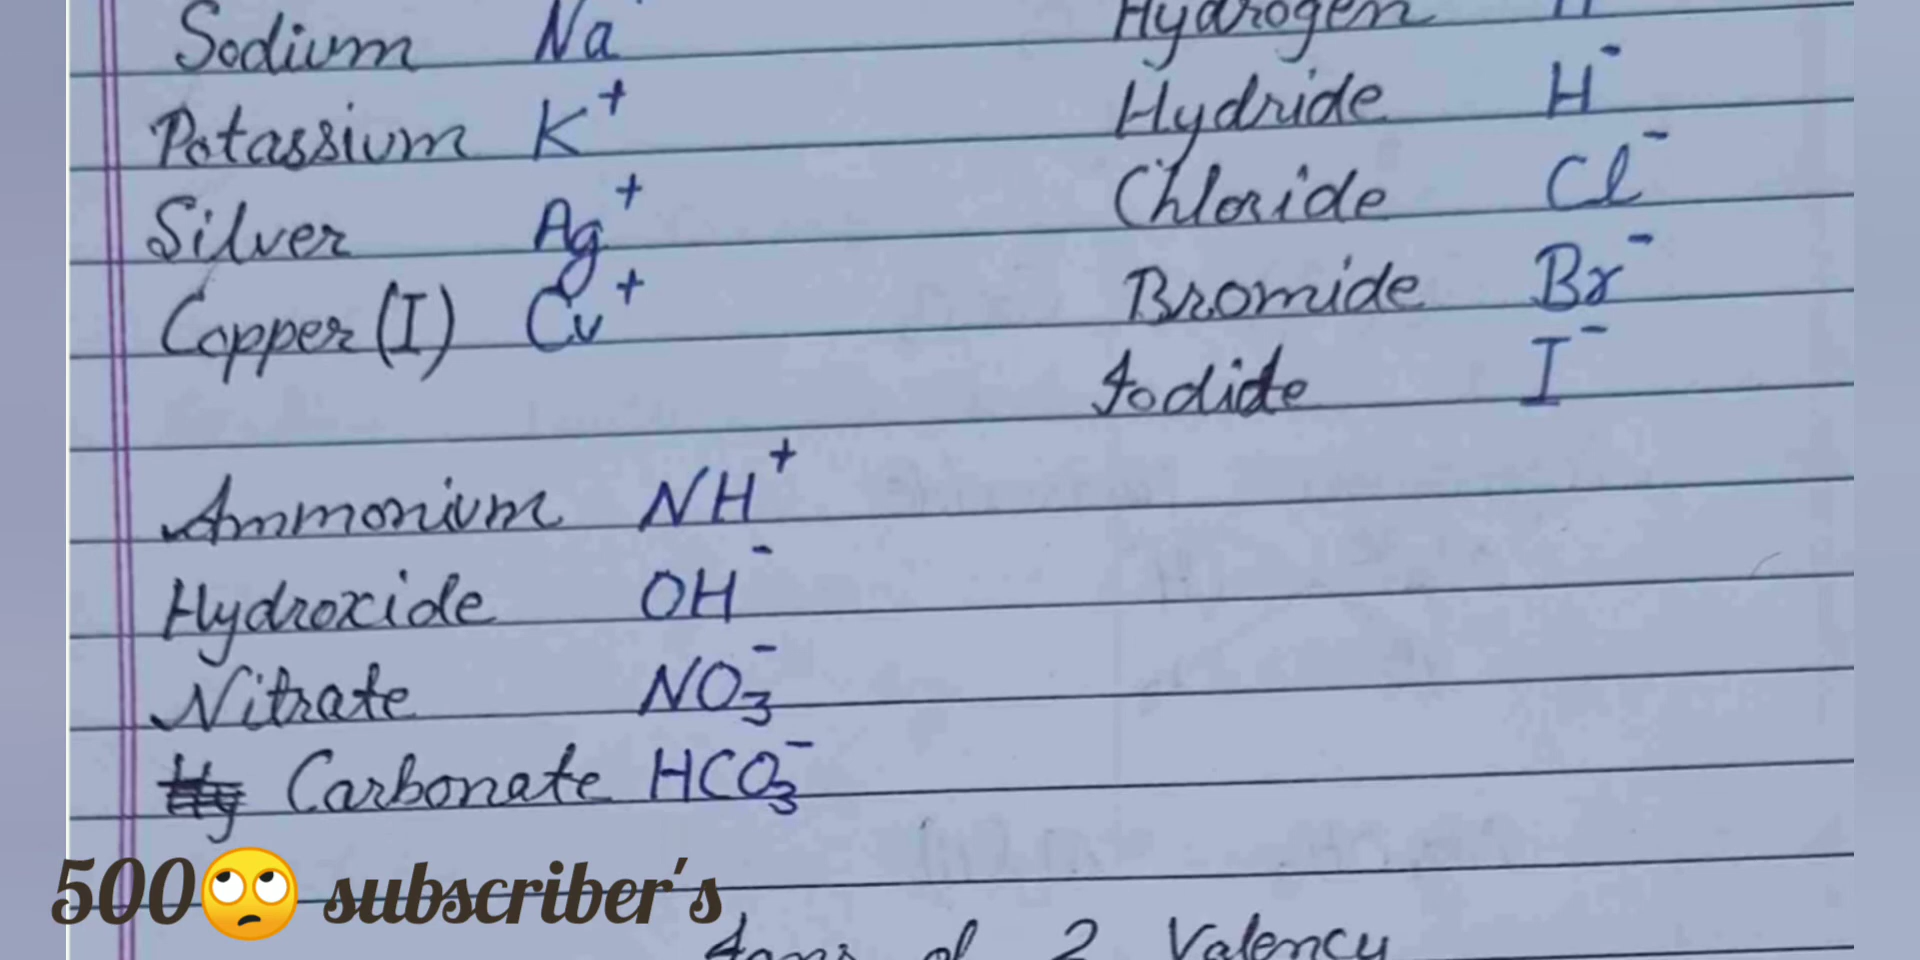 Sodium Na Hydrogen H
Potassium K+ Hydride H-
Silver Ag+ Chloride Cl-
Copper (I) Cu+ Bromide Br-
Iodide I-
Ammonium NH+
Hydroxide OH-
Nitrate NO3-
Carbonate HCO3-
500🙄 subscriber's
Ions of 2 Valency